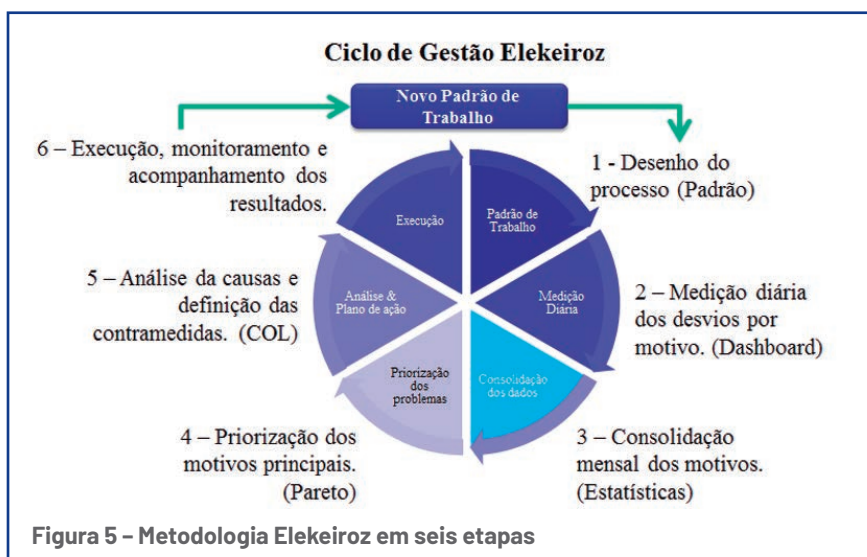 Ciclo de Gestão Elekeiroz
Novo Padrão de
Trabalho
6 – Execução, monitoramento e
acompanhamento dos
resultados.
1 - Desenho do
processo (Padrão)
Execução
Padrão de
Trabalho
5 – Análise da causas e
definição das
contramedidas. (COL)
Análise &
Plano de ação
Medição
Diária
2 – Medição diária
dos desvios por
motivo. (Dashboard)
Priorização
dos
problemas
Consolidação
dos dados
4 – Priorização dos
motivos principais.
(Pareto)
3 – Consolidação
mensal dos motivos.
(Estatísticas)
Figura 5 – Metodologia Elekeiroz em seis etapas